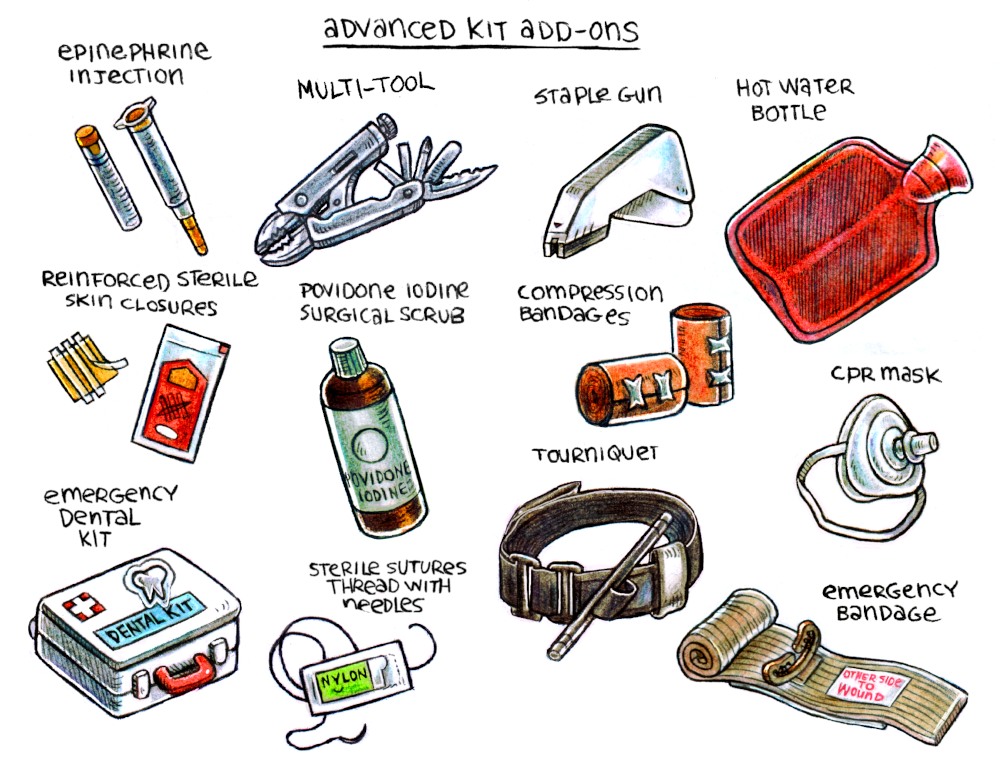 ADVANCED KIT ADD-ONS
EPINEPHRINE
INJECTION
MULTI-TOOL
STAPLE GUN
HOT WATER
BOTTLE
REINFORCED STERILE
SKIN CLOSURES
POVIDONE IODINE
SURGICAL SCRUB
POVIDONE
IODINE
COMPRESSION
BANDAGES
CPR MASK
EMERGENCY
DENTAL
KIT
DENTAL KIT
STERILE SUTURES
THREAD WITH
NEEDLES
NYLON
TOURNIQUET
EMERGENCY
BANDAGE
OTHER SIDE
TO
WOUND